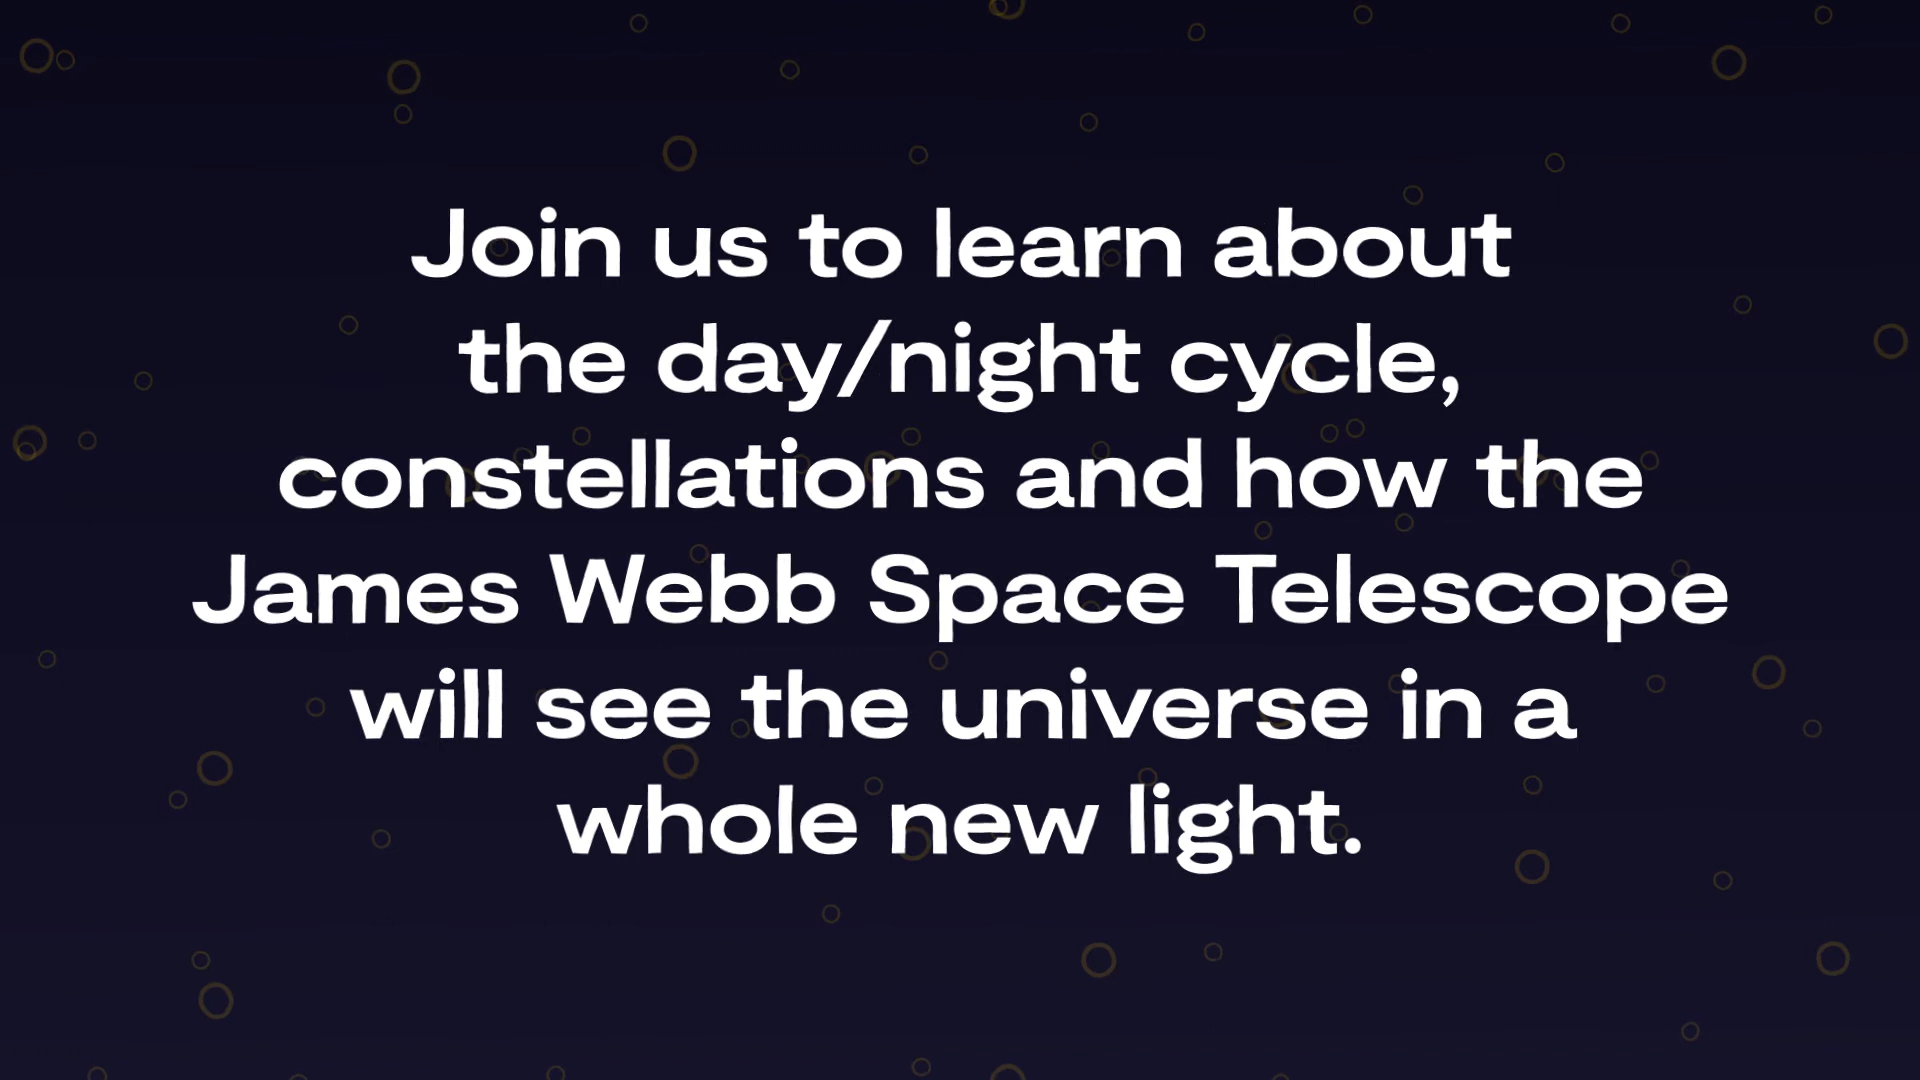 Join us to learn about
the day/night cycle,
constellations and how the
James Webb Space Telescope
will see the universe in a
whole new light.